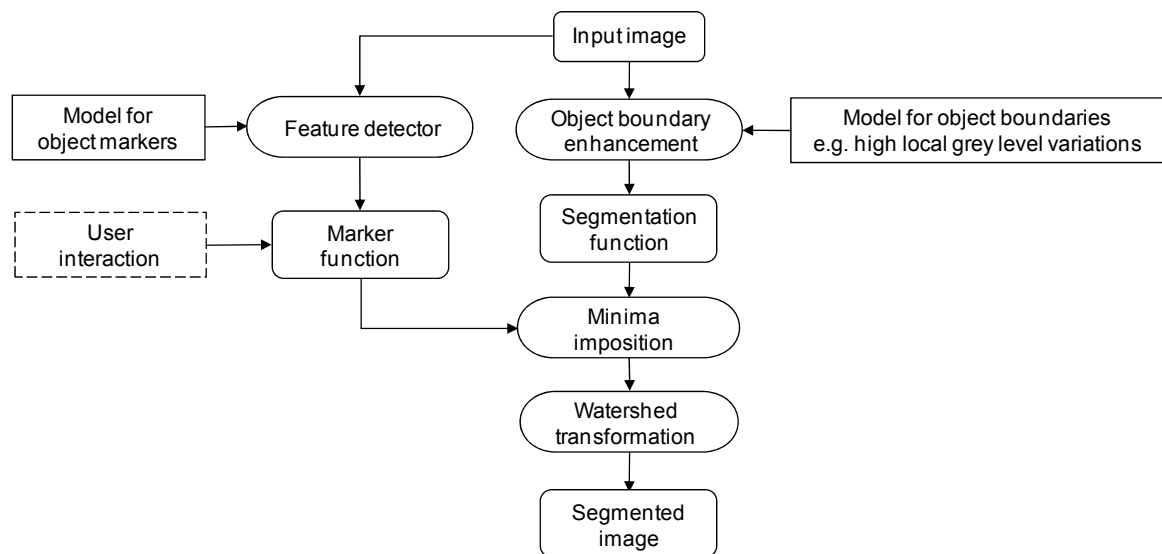 Input image
Model for
object markers
Feature detector
Object boundary
enhancement
Model for object boundaries
e.g. high local grey level variations
User
interaction
Marker
function
Segmentation
function
Minima
imposition
Watershed
transformation
Segmented
image